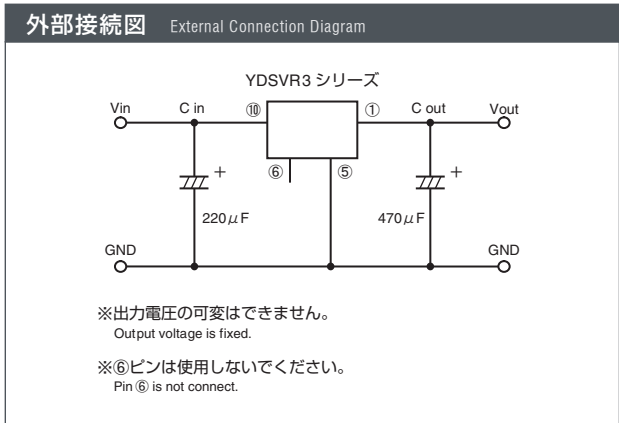 外部接続図 External Connection Diagram
YDSVR3 シリーズ
Vin C in ⑩ ① C out Vout
⑥ ⑤
+ +
220μF 470μF
GND GND
※出力電圧の可変はできません。
Output voltage is fixed.
※⑥ピンは使用しないでください。
Pin ⑥ is not connect.